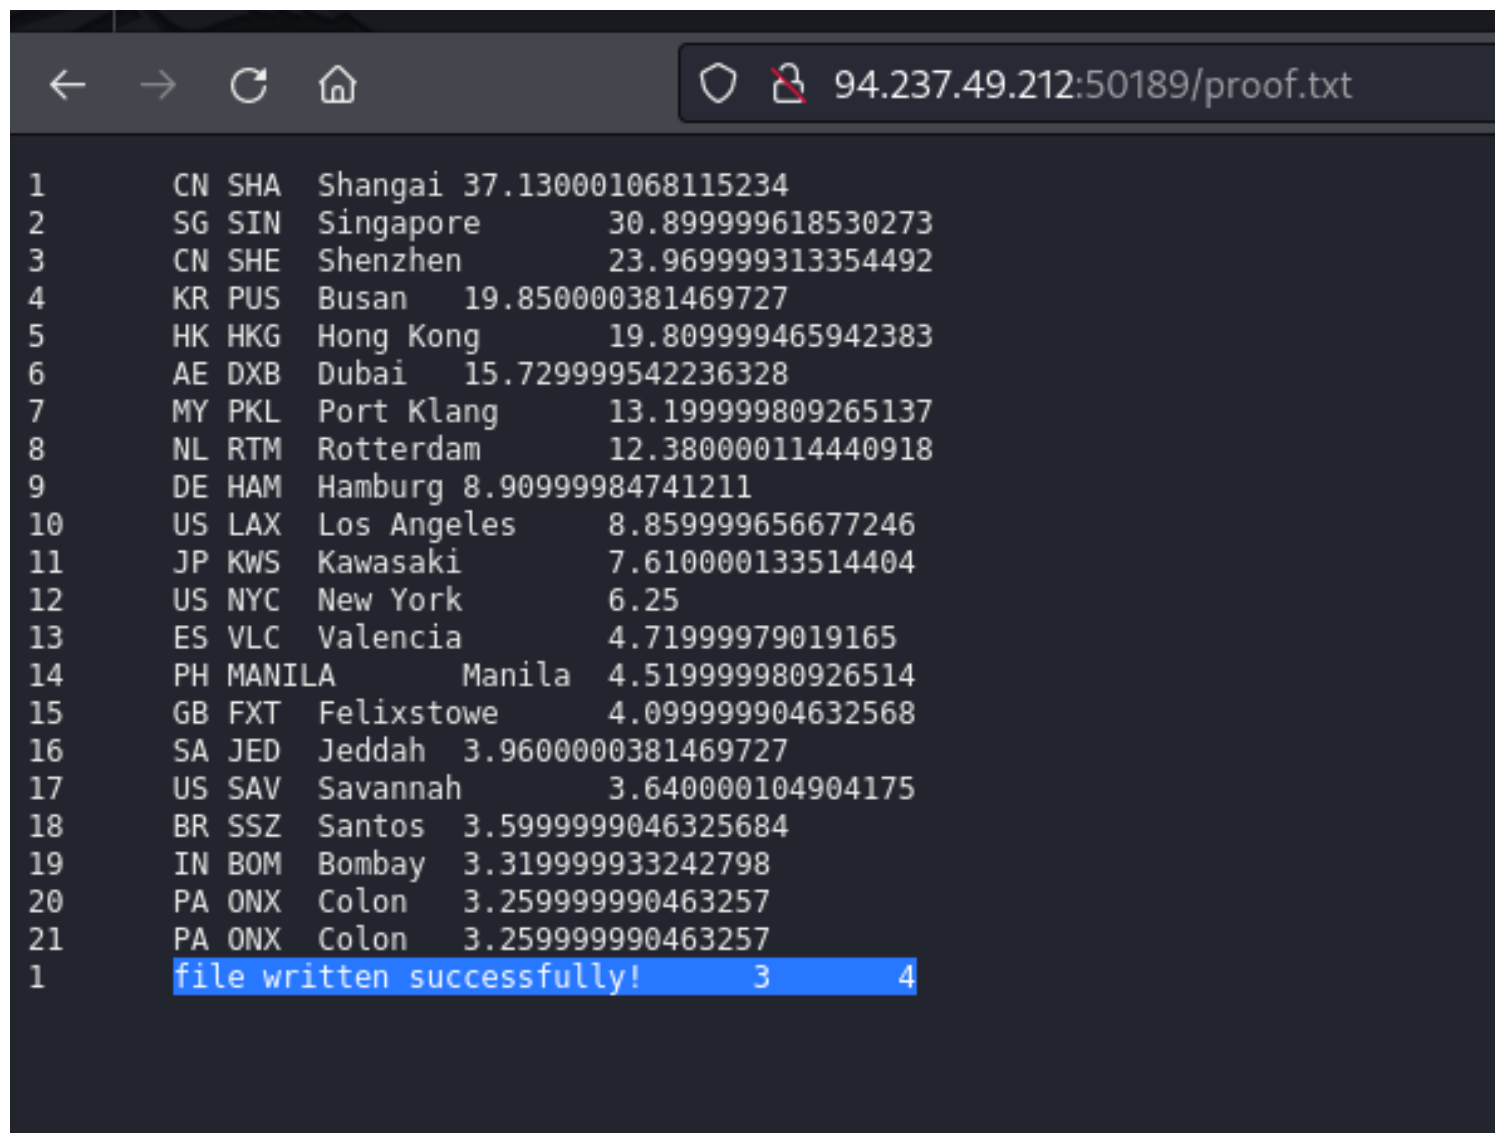 94.237.49.212:50189/proof.txt
1 CN SHA Shangai 37.130001068115234
2 SG SIN Singapore 30.899999618530273
3 CN SHE Shenzhen 23.969999313354492
4 KR PUS Busan 19.850000381469727
5 HK HKG Hong Kong 19.809999465942383
6 AE DXB Dubai 15.729999542236328
7 MY PKL Port Klang 13.199999809265137
8 NL RTM Rotterdam 12.380000114440918
9 DE HAM Hamburg 8.90999984741211
10 US LAX Los Angeles 8.859999656677246
11 JP KWS Kawasaki 7.610000133514404
12 US NYC New York 6.25
13 ES VLC Valencia 4.71999979019165
14 PH MANILA Manila 4.519999980926514
15 GB FXT Felixstowe 4.099999904632568
16 SA JED Jeddah 3.9600000381469727
17 US SAV Savannah 3.640000104904175
18 BR SSZ Santos 3.5999999046325684
19 IN BOM Bombay 3.319999933242798
20 PA ONX Colon 3.259999990463257
21 PA ONX Colon 3.259999990463257
1 file written successfully! 3 4